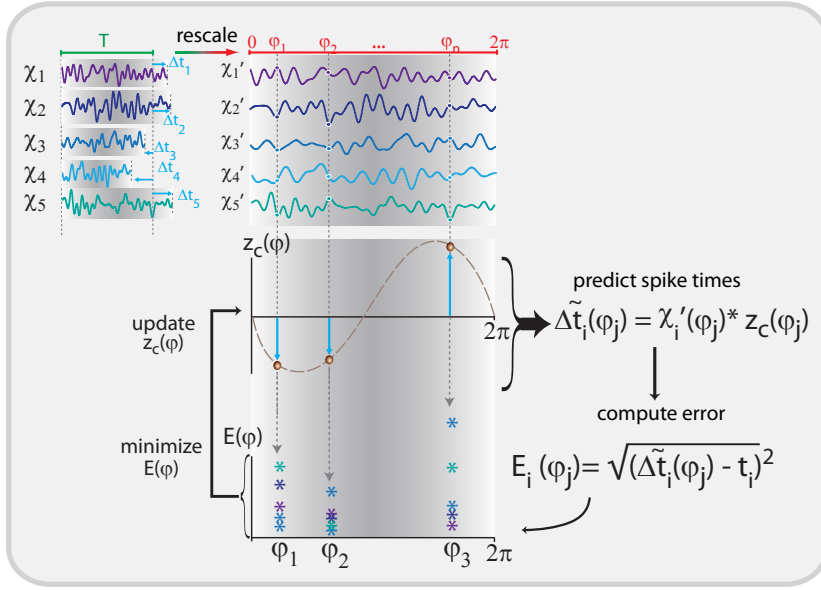 T
rescale
0 φ1 φ2 ... φn 2π
χ1 Δt1 χ1′
χ2 Δt2 χ2′
χ3 Δt3 χ3′
χ4 Δt4 χ4′
χ5 Δt5 χ5′
zc(φ)
predict spike times
Δt̃i(φj) = χi′(φj)* zc(φj)
update
zc(φ)
2π
compute error
minimize
E(φ)
E(φ)
Ei (φj)= √(Δt̃i(φj) - ti)²
φ1 φ2 φ3 2π